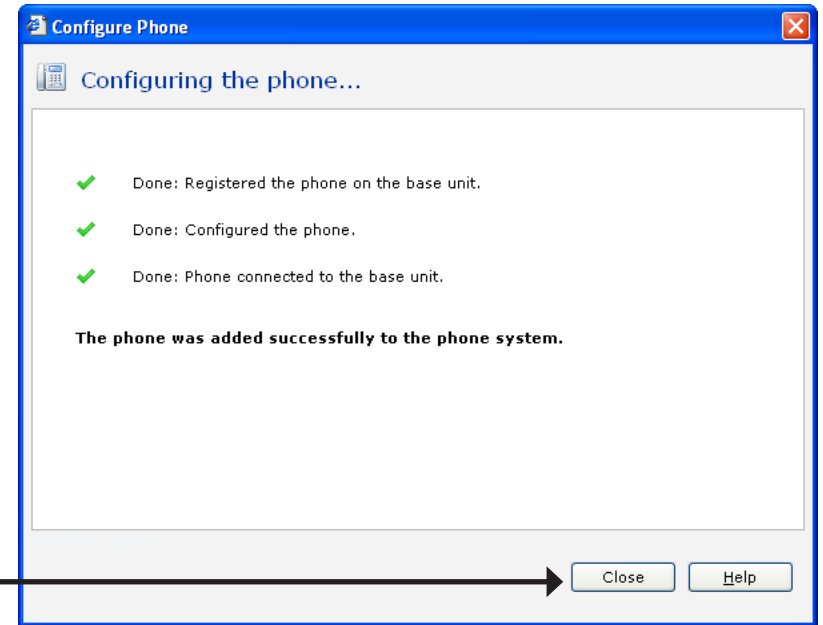 Configure Phone
Configuring the phone...
Done: Registered the phone on the base unit.
Done: Configured the phone.
Done: Phone connected to the base unit.
The phone was added successfully to the phone system.
Close Help